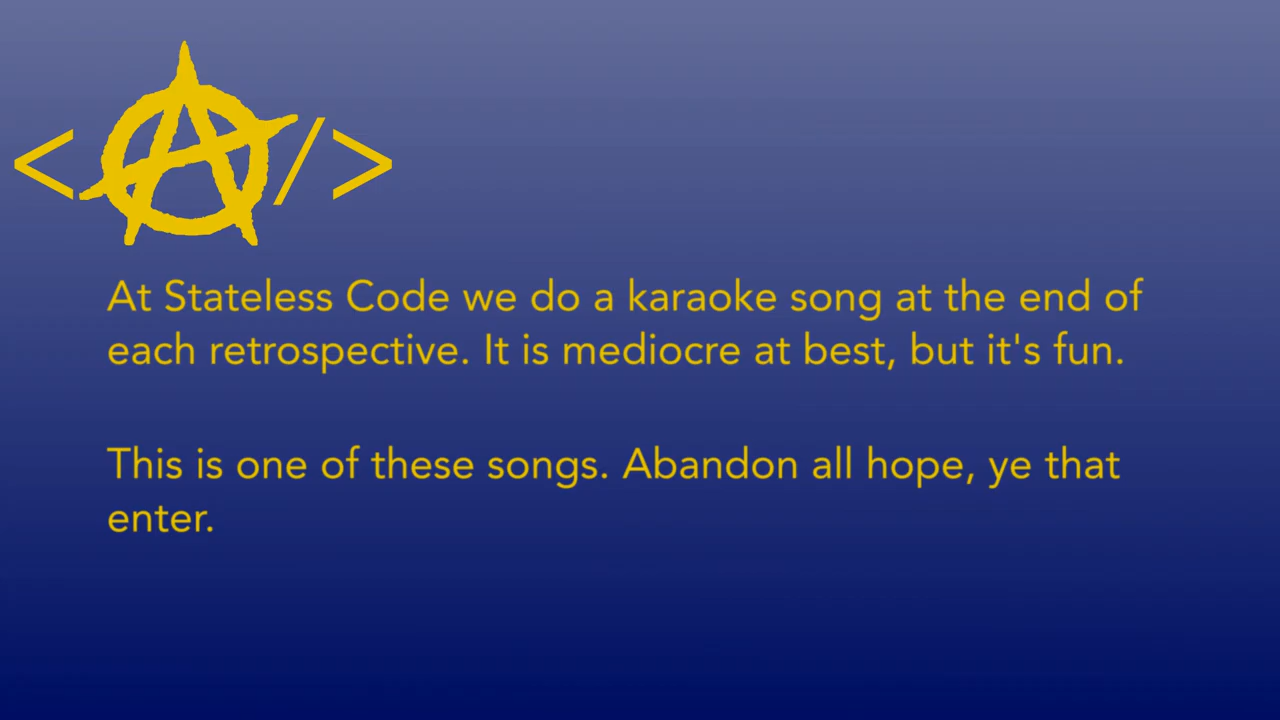 <A/>
At Stateless Code we do a karaoke song at the end of
each retrospective. It is mediocre at best, but it's fun.
This is one of these songs. Abandon all hope, ye that
enter.